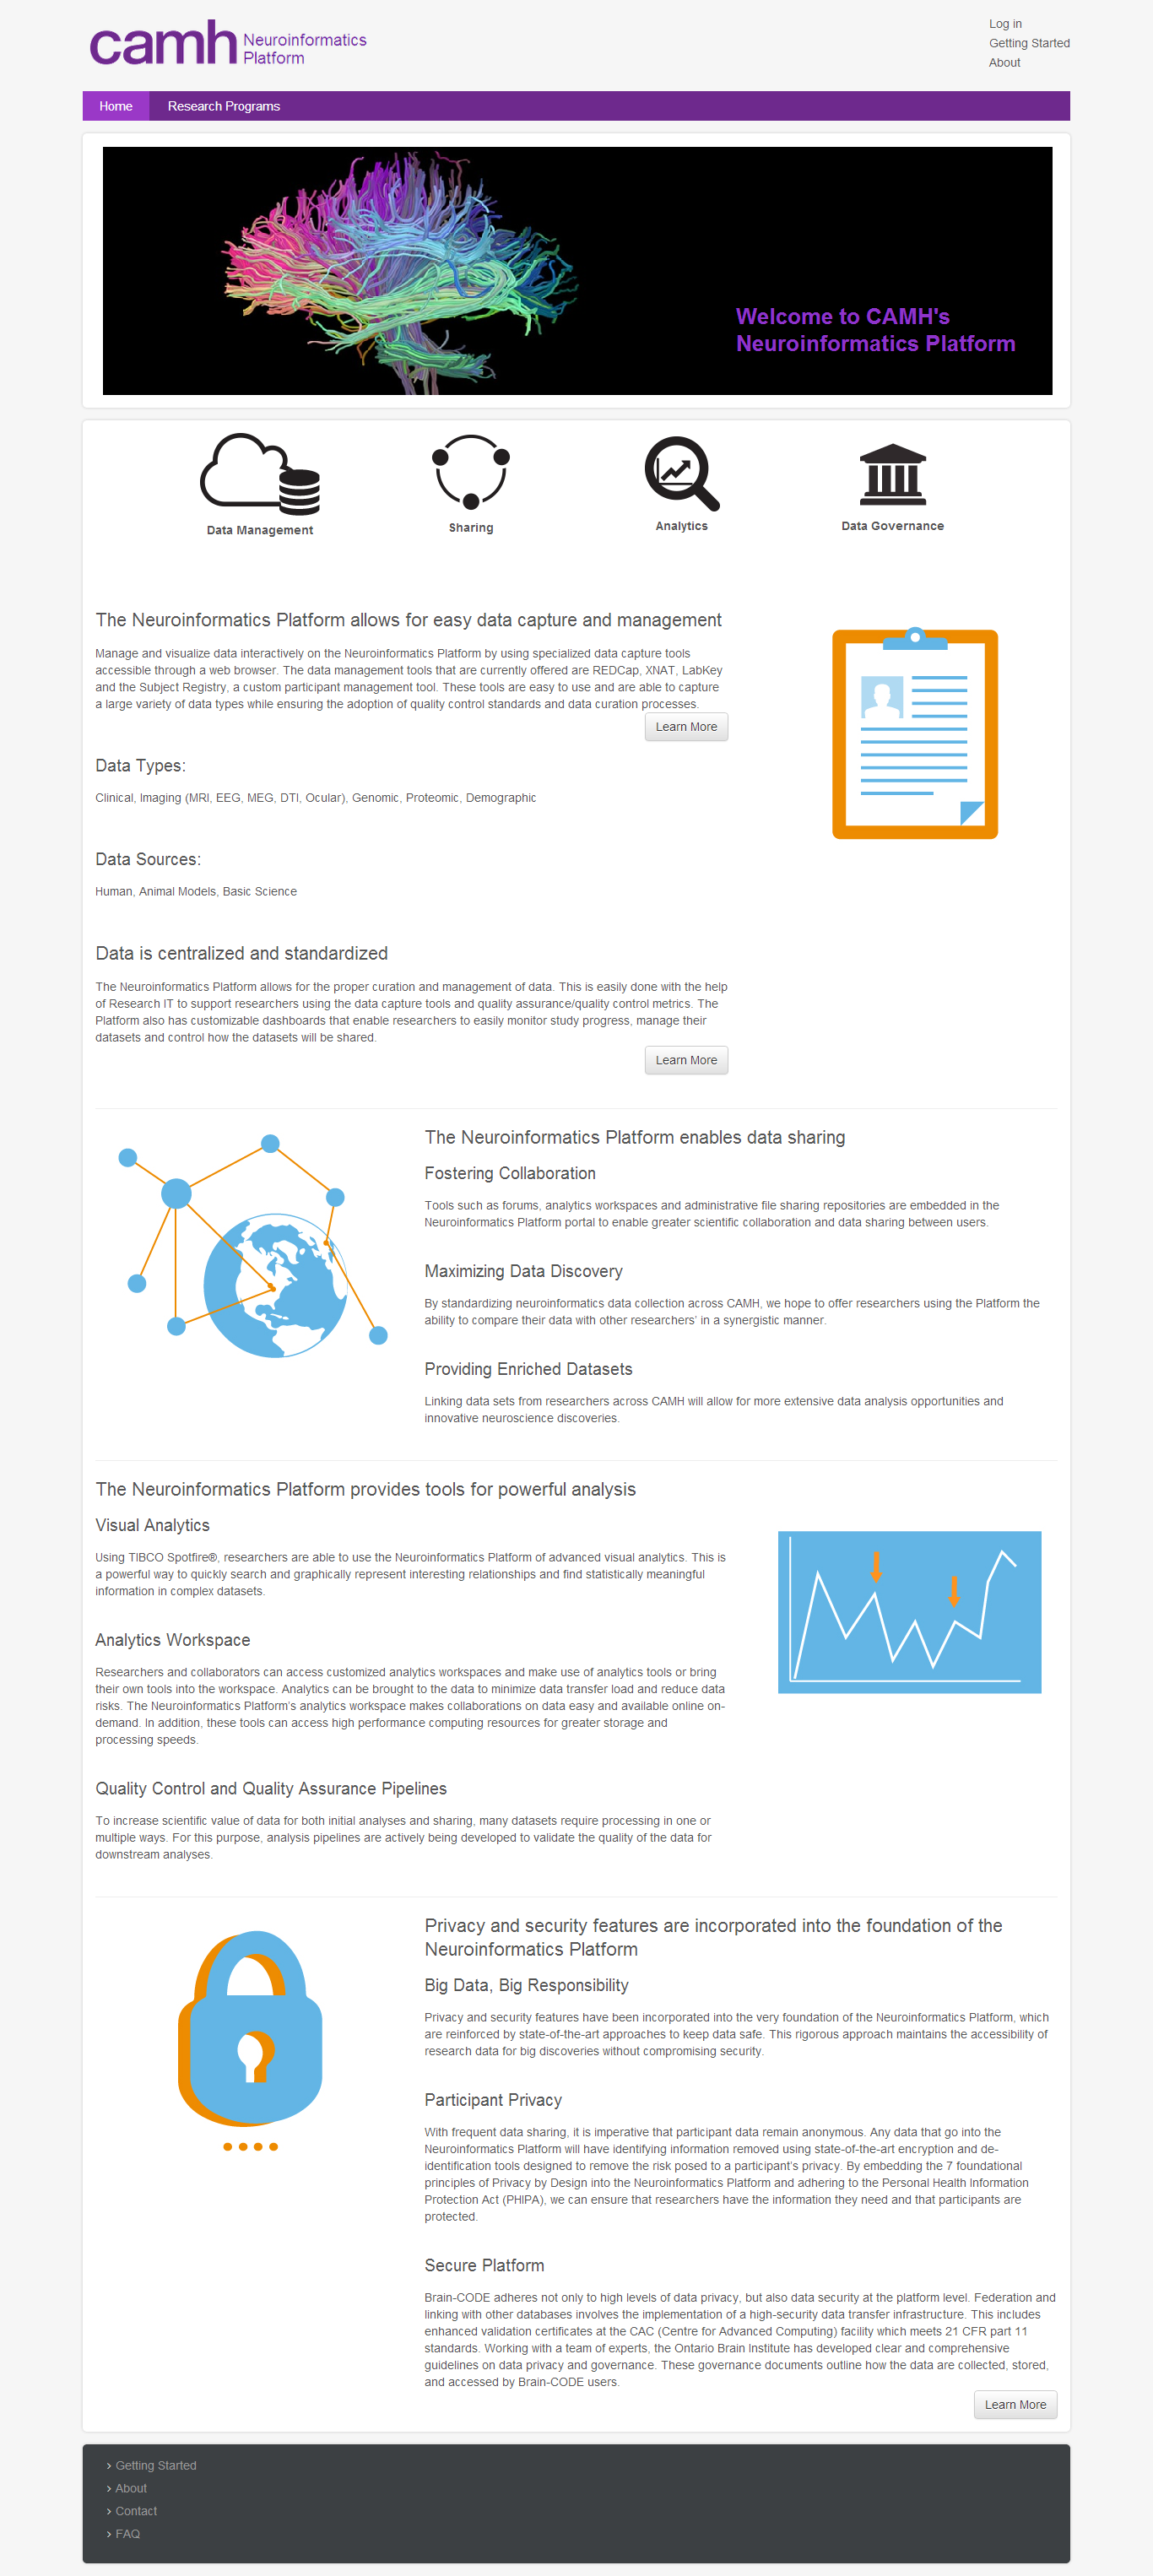 camh Neuroinformatics
Platform
Log in
Getting Started
About
Home
Research Programs
Welcome to CAMH's
Neuroinformatics Platform
Data Management
Sharing
Analytics
Data Governance
The Neuroinformatics Platform allows for easy data capture and management
Manage and visualize data interactively on the Neuroinformatics Platform by using specialized data capture tools
accessible through a web browser. The data management tools that are currently offered are REDCap, XNAT, LabKey
and the Subject Registry, a custom participant management tool. These tools are easy to use and are able to capture
a large variety of data types while ensuring the adoption of quality control standards and data curation processes.
Learn More
Data Types:
Clinical, Imaging (MRI, EEG, MEG, DTI, Ocular), Genomic, Proteomic, Demographic
Data Sources:
Human, Animal Models, Basic Science
Data is centralized and standardized
The Neuroinformatics Platform allows for the proper curation and management of data. This is easily done with the help
of Research IT to support researchers using the data capture tools and quality assurance/quality control metrics. The
Platform also has customizable dashboards that enable researchers to easily monitor study progress, manage their
datasets and control how the datasets will be shared.
Learn More
The Neuroinformatics Platform enables data sharing
Fostering Collaboration
Tools such as forums, analytics workspaces and administrative file sharing repositories are embedded in the
Neuroinformatics Platform portal to enable greater scientific collaboration and data sharing between users.
Maximizing Data Discovery
By standardizing neuroinformatics data collection across CAMH, we hope to offer researchers using the Platform the
ability to compare their data with other researchers' in a synergistic manner.
Providing Enriched Datasets
Linking data sets from researchers across CAMH will allow for more extensive data analysis opportunities and
innovative neuroscience discoveries.
The Neuroinformatics Platform provides tools for powerful analysis
Visual Analytics
Using TIBCO Spotfire®, researchers are able to use the Neuroinformatics Platform of advanced visual analytics. This is
a powerful way to quickly search and graphically represent interesting relationships and find statistically meaningful
information in complex datasets.
Analytics Workspace
Researchers and collaborators can access customized analytics workspaces and make use of analytics tools or bring
their own tools into the workspace. Analytics can be brought to the data to minimize data transfer load and reduce data
risks. The Neuroinformatics Platform's analytics workspace makes collaborations on data easy and available online on-
demand. In addition, these tools can access high performance computing resources for greater storage and
processing speeds.
Quality Control and Quality Assurance Pipelines
To increase scientific value of data for both initial analyses and sharing, many datasets require processing in one or
multiple ways. For this purpose, analysis pipelines are actively being developed to validate the quality of the data for
downstream analyses.
Privacy and security features are incorporated into the foundation of the
Neuroinformatics Platform
Big Data, Big Responsibility
Privacy and security features have been incorporated into the very foundation of the Neuroinformatics Platform, which
are reinforced by state-of-the-art approaches to keep data safe. This rigorous approach maintains the accessibility of
research data for big discoveries without compromising security.
Participant Privacy
With frequent data sharing, it is imperative that participant data remain anonymous. Any data that go into the
Neuroinformatics Platform will have identifying information removed using state-of-the-art encryption and de-
identification tools designed to remove the risk posed to a participant's privacy. By embedding the 7 foundational
principles of Privacy by Design into the Neuroinformatics Platform and adhering to the Personal Health Information
Protection Act (PHIPA), we can ensure that researchers have the information they need and that participants are
protected.
Secure Platform
Brain-CODE adheres not only to high levels of data privacy, but also data security at the platform level. Federation and
linking with other databases involves the implementation of a high-security data transfer infrastructure. This includes
enhanced validation certificates at the CAC (Centre for Advanced Computing) facility which meets 21 CFR part 11
standards. Working with a team of experts, the Ontario Brain Institute has developed clear and comprehensive
guidelines on data privacy and governance. These governance documents outline how the data are collected, stored,
and accessed by Brain-CODE users.
Learn More
› Getting Started
› About
› Contact
› FAQ